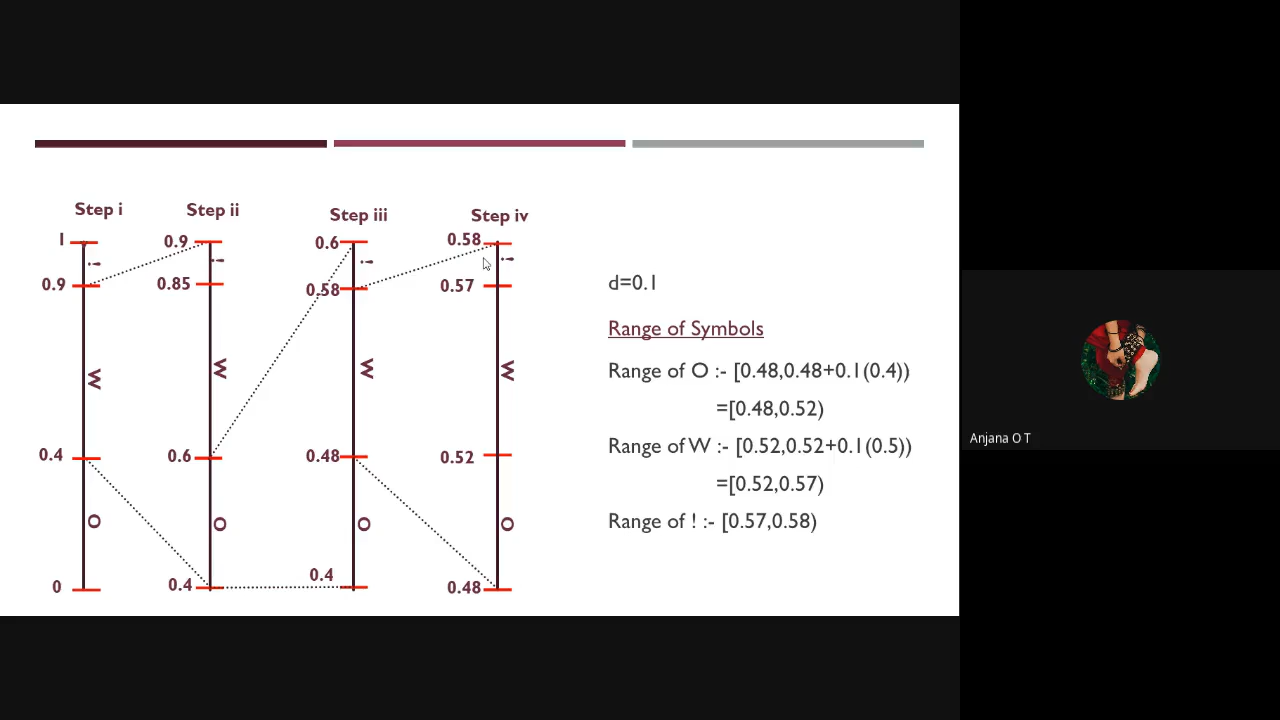 Step i
Step ii
Step iii
Step iv
1
0.9
0.4
0
!
W
O
0.9
0.85
0.6
0.4
!
W
O
0.6
0.58
0.48
0.4
!
W
O
0.58
0.57
0.52
0.48
!
W
O
d=0.1
Range of Symbols
Range of O :- [0.48,0.48+0.1(0.4))
=[0.48,0.52)
Range of W :- [0.52,0.52+0.1(0.5))
=[0.52,0.57)
Range of ! :- [0.57,0.58)
Anjana O T